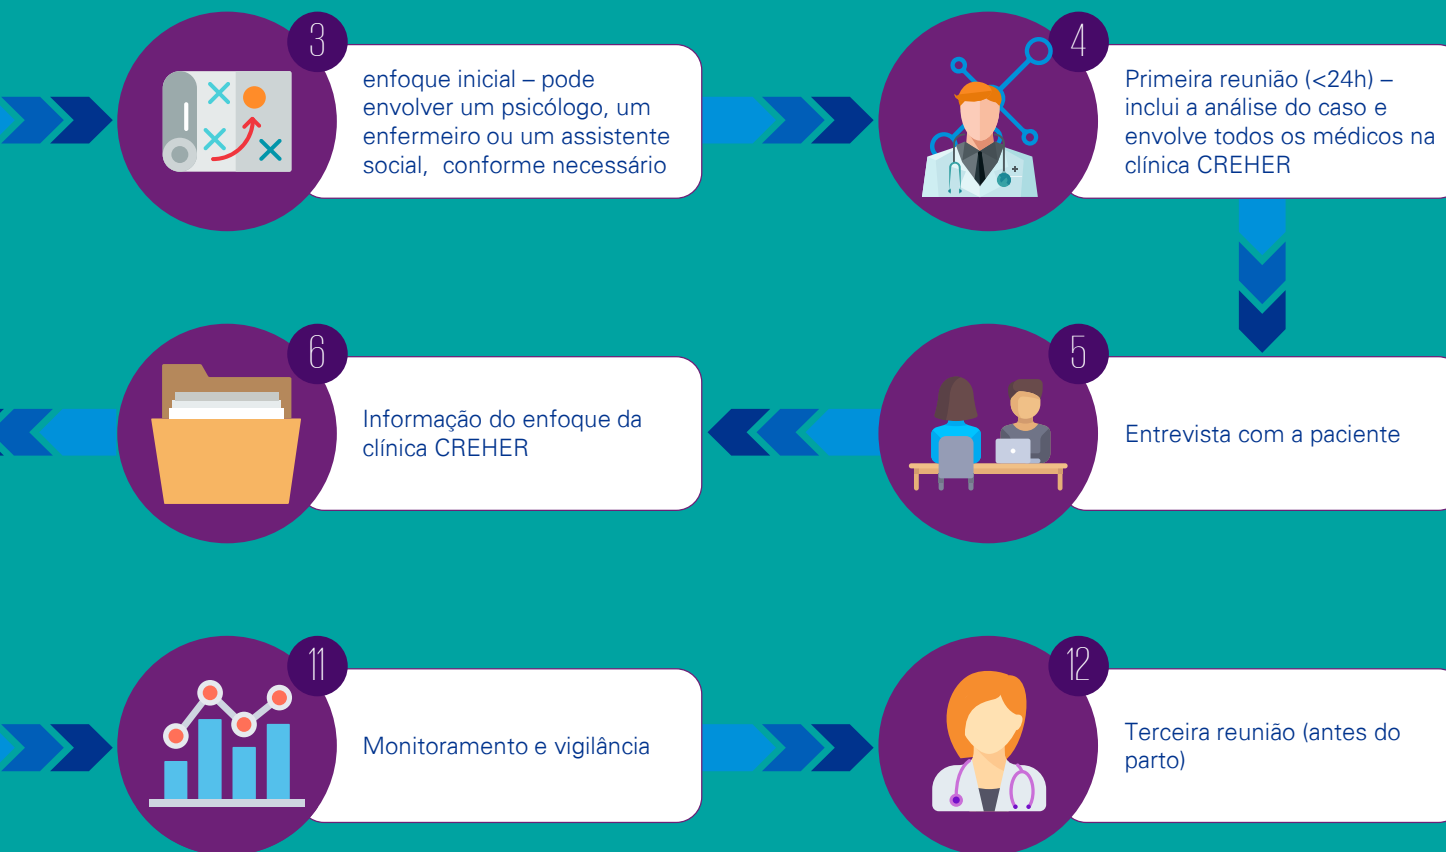 3
enfoque inicial – pode
envolver um psicólogo, um
enfermeiro ou um assistente
social, conforme necessário
4
Primeira reunião (<24h) –
inclui a análise do caso e
envolve todos os médicos na
clínica CREHER
5
Entrevista com a paciente
6
Informação do enfoque da
clínica CREHER
11
Monitoramento e vigilância
12
Terceira reunião (antes do
parto)